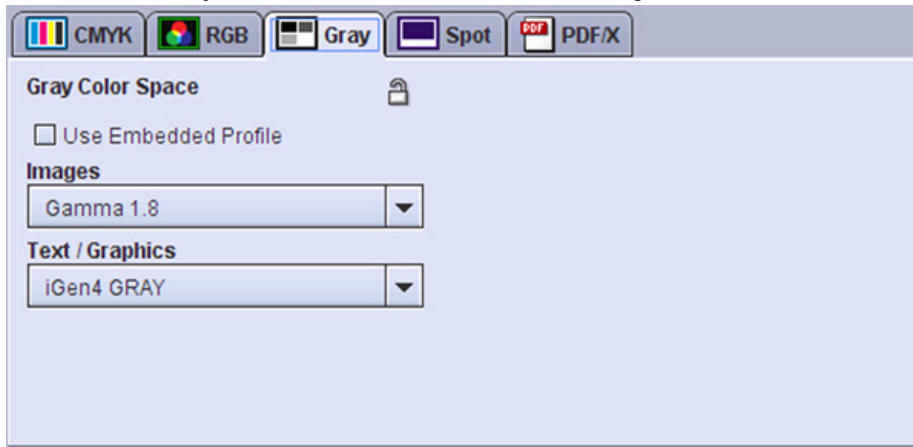 CMYK RGB Gray Spot PDF PDF/X
Gray Color Space
Use Embedded Profile
Images
Gamma 1.8
Text / Graphics
iGen4 GRAY